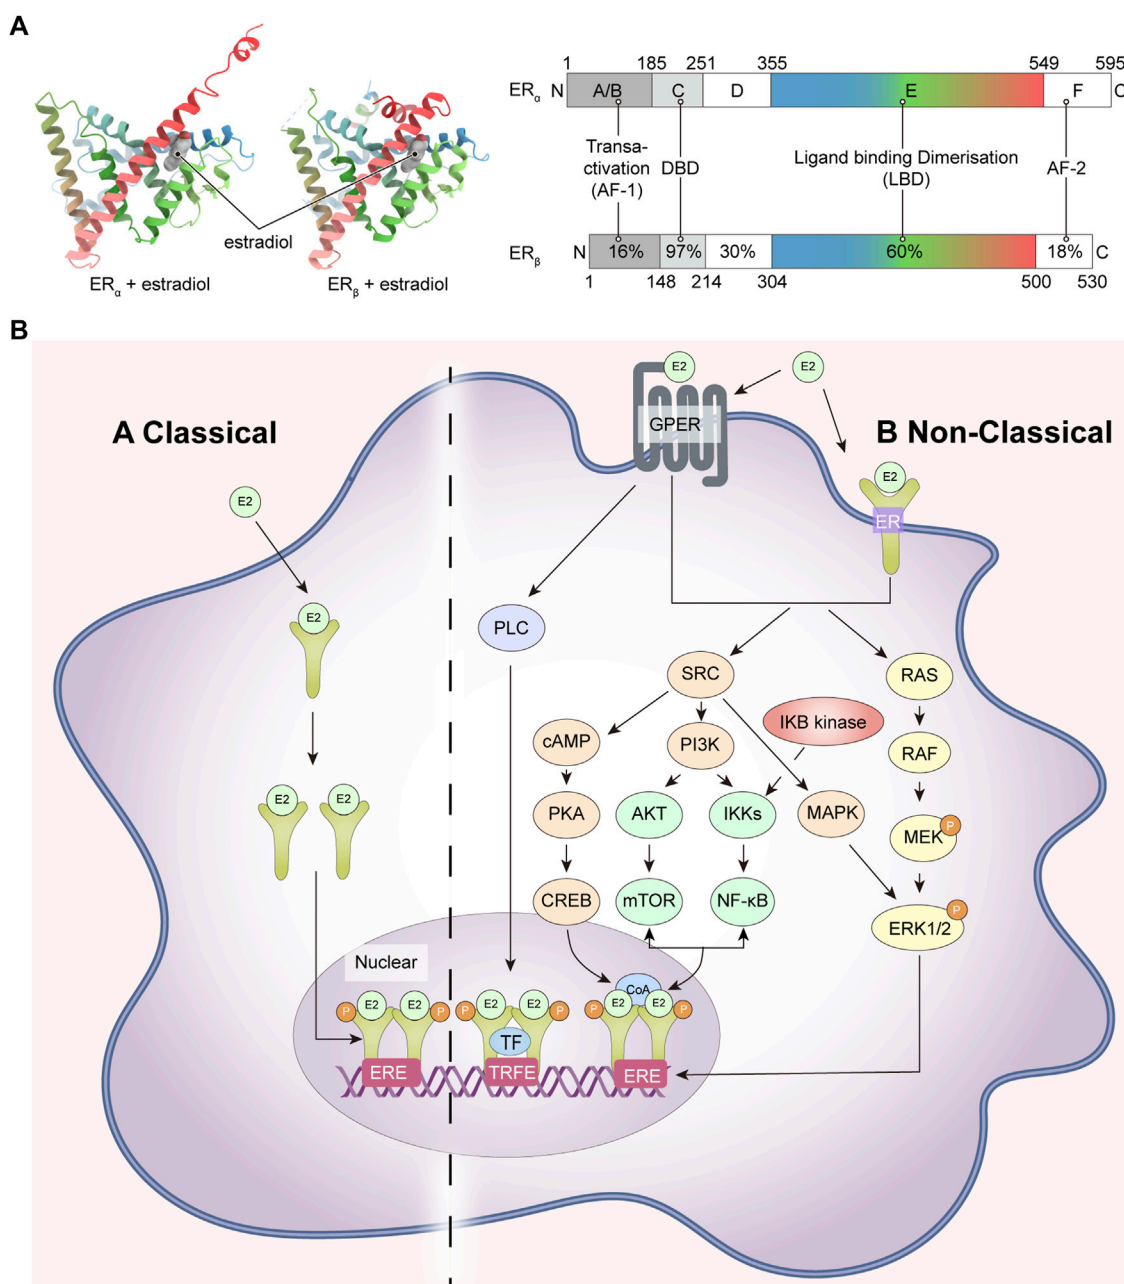 A
estradiol
ERα + estradiol
ERβ + estradiol
1 185 251 355 549 595
ERα N A/B C D E F C
Transa-
ctivation
(AF-1)
DBD
Ligand binding Dimerisation
(LBD)
AF-2
ERβ N 16% 97% 30% 60% 18% C
1 148 214 304 500 530
B
A Classical
B Non-Classical
E2
E2
GPER
E2
E2
ER
E2
E2
E2
PLC
SRC
RAS
IKB kinase
cAMP
PI3K
RAF
PKA
AKT
IKKs
MAPK
MEK
P
CREB
mTOR
NF-κB
ERK1/2
P
Nuclear
P E2 E2 P
ERE
P E2 E2 P
TF
TRFE
CoA
P E2 E2 P
ERE